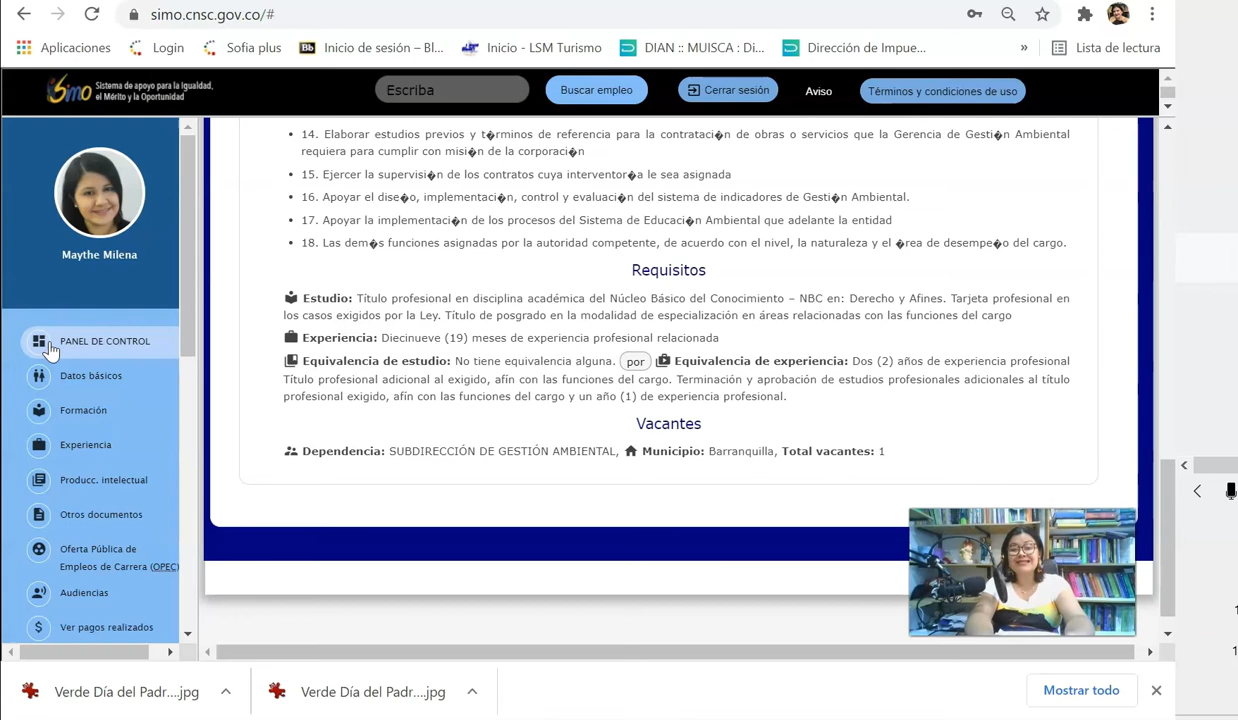 simo.cnsc.gov.co/#
Aplicaciones Login Sofia plus Bb Inicio de sesión – Bl... Inicio - LSM Turismo DIAN :: MUISCA : Di... Dirección de Impue... » Lista de lectura
Simo Sistema de apoyo para la Igualdad,
el Mérito y la Oportunidad
Escriba Buscar empleo Cerrar sesión Aviso Términos y condiciones de uso
Maythe Milena
PANEL DE CONTROL
Datos básicos
Formación
Experiencia
Producc. intelectual
Otros documentos
Oferta Pública de
Empleos de Carrera (OPEC)
Audiencias
$ Ver pagos realizados
• 14. Elaborar estudios previos y t�rminos de referencia para la contrataci�n de obras o servicios que la Gerencia de Gesti�n Ambiental
requiera para cumplir con misi�n de la corporaci�n
• 15. Ejercer la supervisi�n de los contratos cuya interventor�a le sea asignada
• 16. Apoyar el dise�o, implementaci�n, control y evaluaci�n del sistema de indicadores de Gesti�n Ambiental.
• 17. Apoyar la implementaci�n de los procesos del Sistema de Educaci�n Ambiental que adelante la entidad
• 18. Las dem�s funciones asignadas por la autoridad competente, de acuerdo con el nivel, la naturaleza y el �rea de desempe�o del cargo.
Requisitos
Estudio: Título profesional en disciplina académica del Núcleo Básico del Conocimiento – NBC en: Derecho y Afines. Tarjeta profesional en
los casos exigidos por la Ley. Título de posgrado en la modalidad de especialización en áreas relacionadas con las funciones del cargo
Experiencia: Diecinueve (19) meses de experiencia profesional relacionada
Equivalencia de estudio: No tiene equivalencia alguna. por Equivalencia de experiencia: Dos (2) años de experiencia profesional
Título profesional adicional al exigido, afín con las funciones del cargo. Terminación y aprobación de estudios profesionales adicionales al título
profesional exigido, afín con las funciones del cargo y un año (1) de experiencia profesional.
Vacantes
Dependencia: SUBDIRECCIÓN DE GESTIÓN AMBIENTAL, Municipio: Barranquilla, Total vacantes: 1
Verde Día del Padr....jpg Verde Día del Padr....jpg Mostrar todo